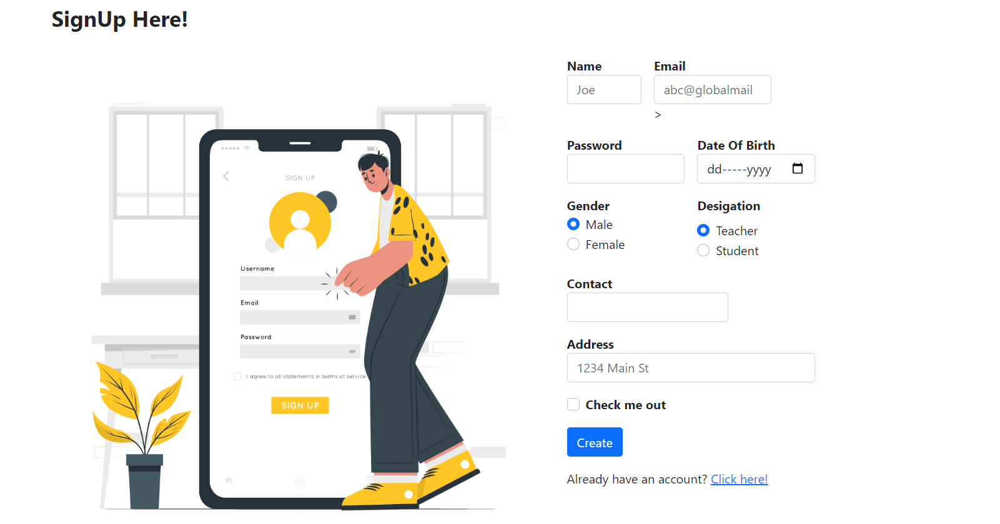 SignUp Here!
SIGN UP
Username
Email
Password
I agree to all statements in terms of service
SIGN UP
Name Email
Joe abc@globalmail
>
Password Date Of Birth
dd-----yyyy
Gender Desigation
Male Teacher
Female Student
Contact
Address
1234 Main St
Check me out
Create
Already have an account? Click here!